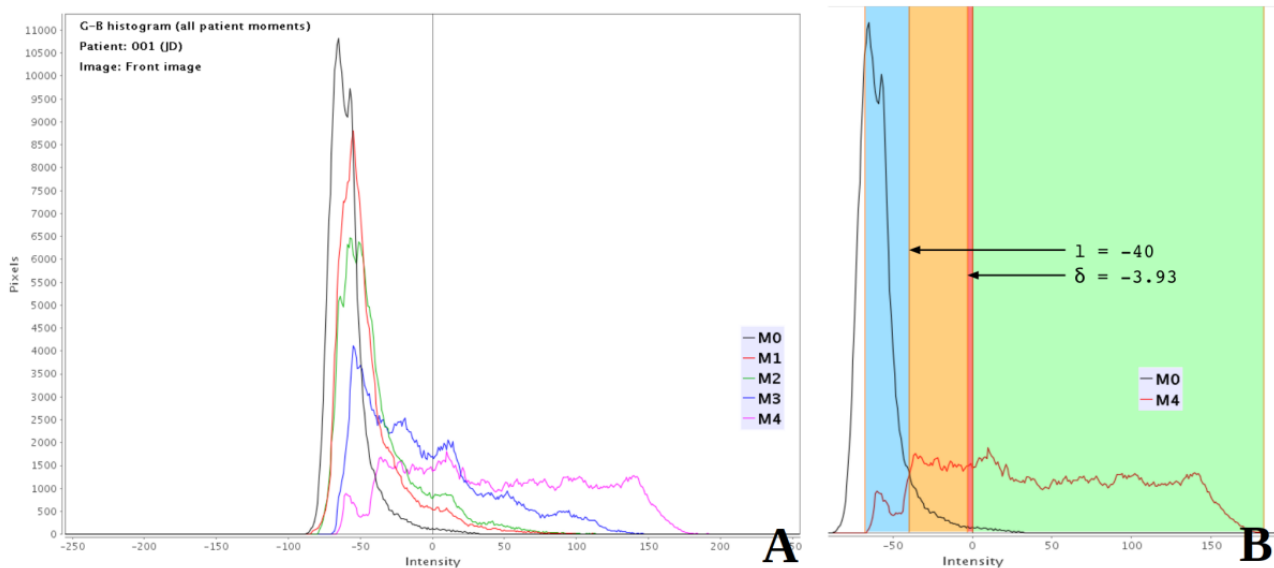 G-B histogram (all patient moments)
Patient: 001 (JD)
Image: Front image
11000
10500
10000
9500
9000
8500
8000
7500
7000
6500
6000
5500
5000
4500
4000
3500
3000
2500
2000
1500
1000
500
0
Pixels
-250
-200
-150
-100
-50
0
50
100
150
200
250
Intensity
M0
M1
M2
M3
M4
A
l = -40
δ = -3.93
M0
M4
-50
0
50
100
150
Intensity
B